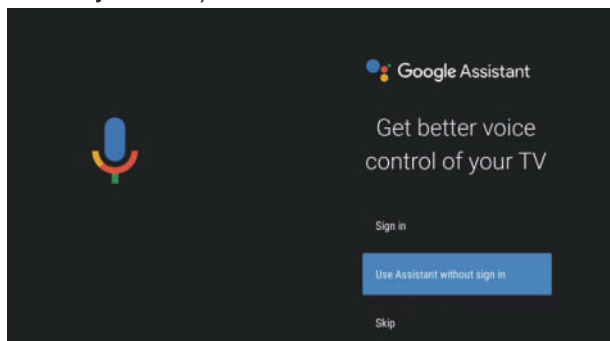 Google Assistant
Get better voice
control of your TV
Sign in
Use Assistant without sign in
Skip